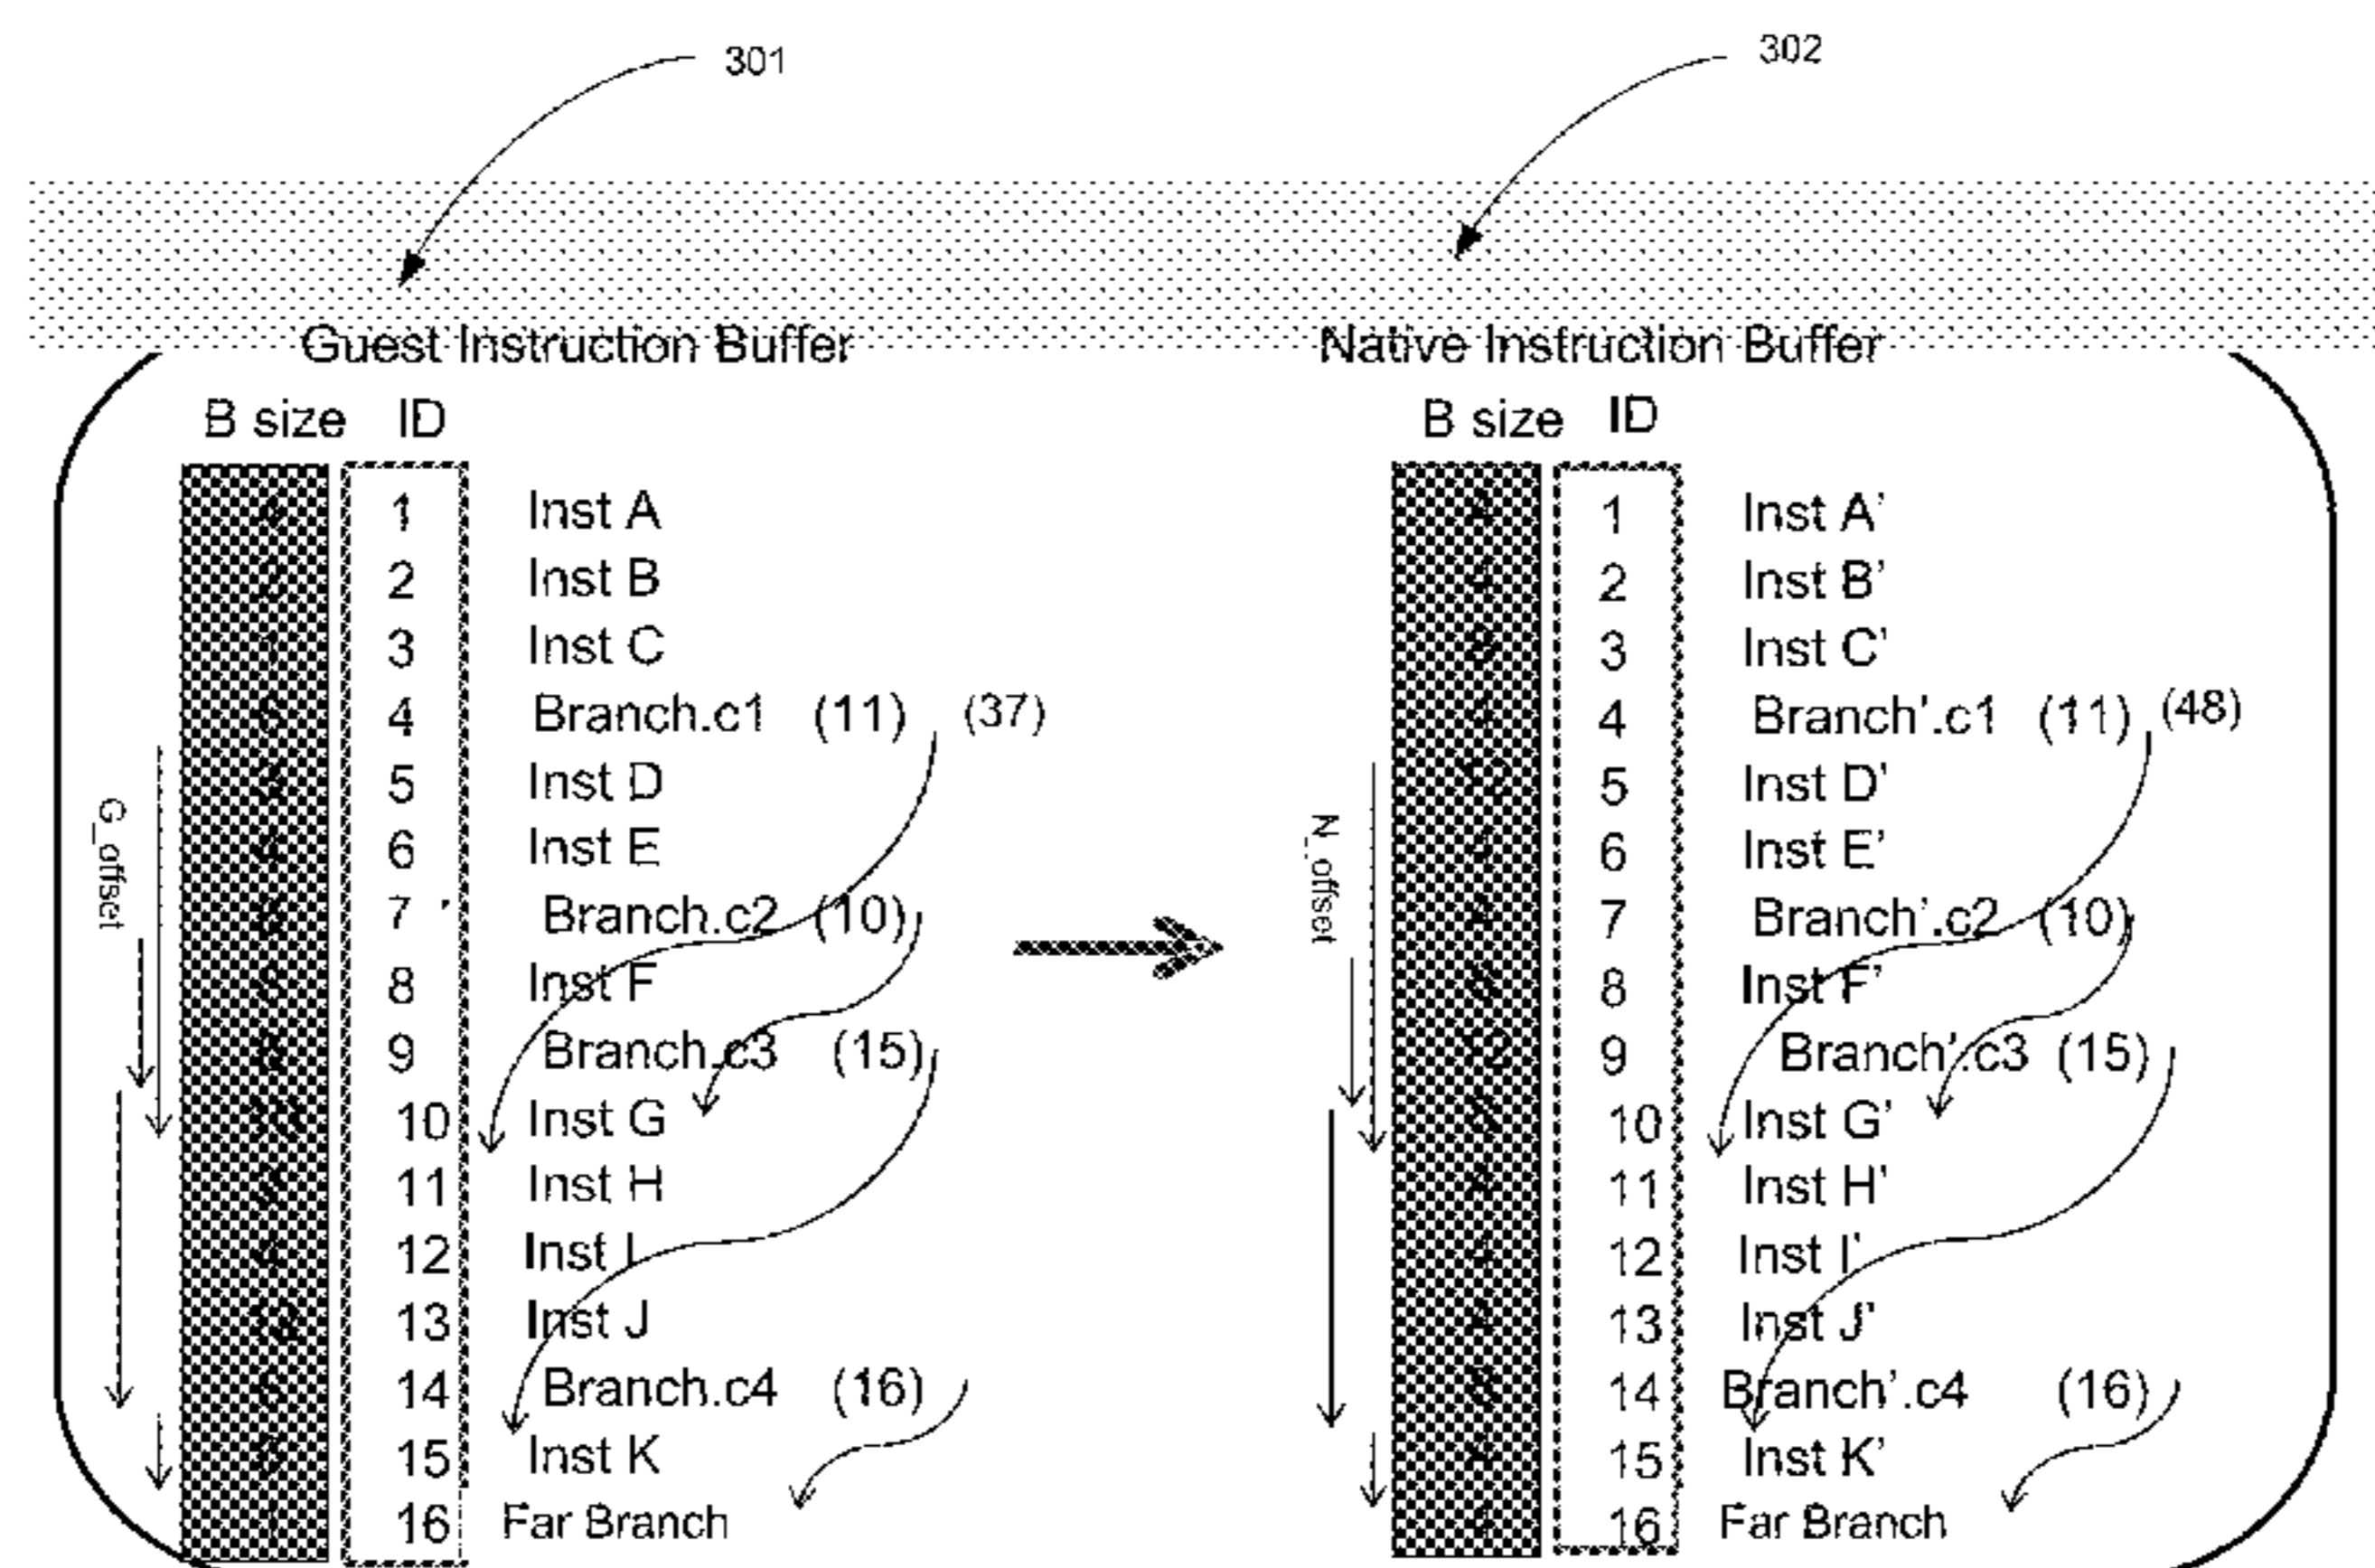 301 302
Guest Instruction Buffer Native Instruction Buffer
B size ID B size ID
1 Inst A 1 Inst A'
2 Inst B 2 Inst B'
3 Inst C 3 Inst C'
4 Branch.c1 (11) (37) 4 Branch'.c1 (11) (48)
5 Inst D 5 Inst D'
6 Inst E 6 Inst E'
7 Branch.c2 (10) 7 Branch'.c2 (10)
8 Inst F 8 Inst F'
9 Branch.c3 (15) 9 Branch'.c3 (15)
10 Inst G 10 Inst G'
11 Inst H 11 Inst H'
12 Inst I 12 Inst I'
13 Inst J 13 Inst J'
14 Branch.c4 (16) 14 Branch'.c4 (16)
15 Inst K 15 Inst K'
16 Far Branch 16 Far Branch
G_offset
N_offset